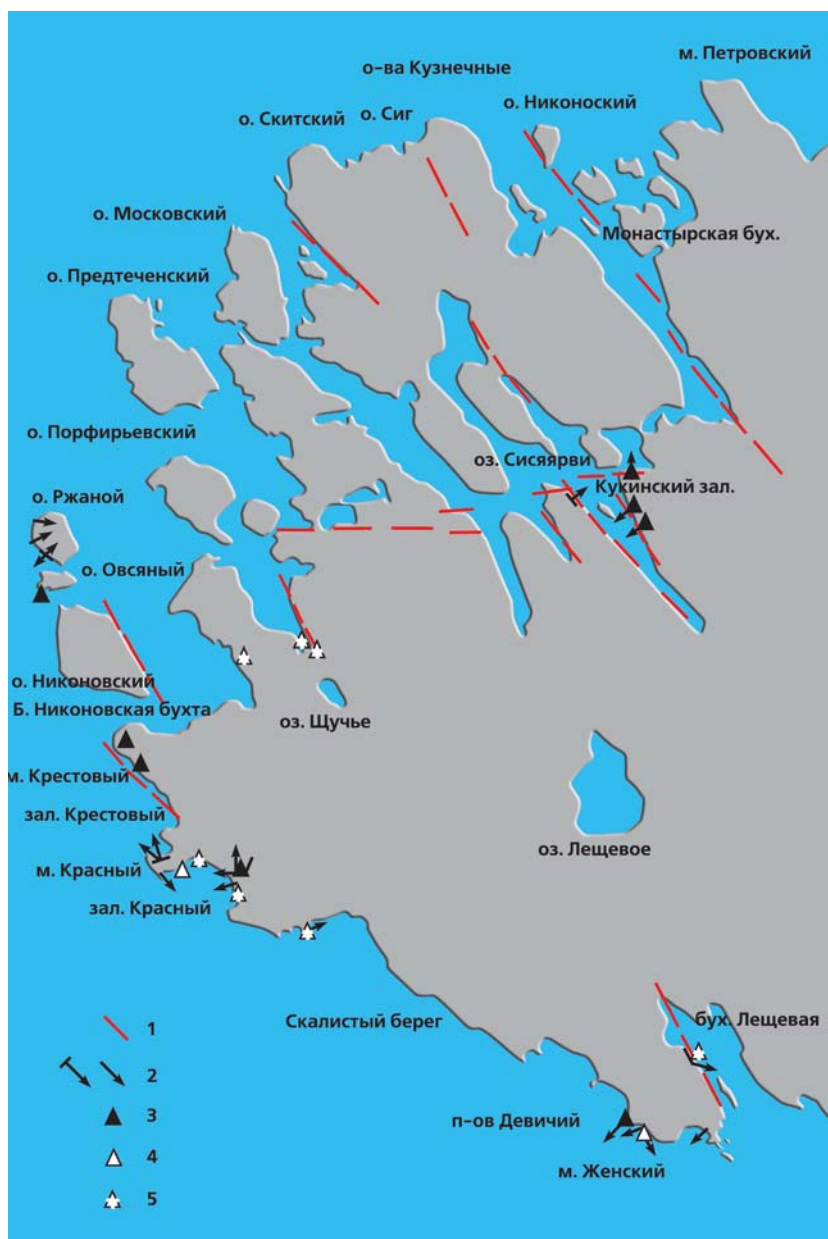 м. Петровский
о-ва Кузнечные
о. Никоноский
о. Сиг
о. Скитский
о. Московский
Монастырская бух.
о. Предтеченский
о. Порфирьевский
оз. Сисяярви
Кукинский зал.
о. Ржаной
о. Овсяный
о. Никоновский
Б. Никоновская бухта
оз. Щучье
м. Крестовый
зал. Крестовый
оз. Лещевое
м. Красный
зал. Красный
Скалистый берег
бух. Лещевая
п-ов Девичий
м. Женский
1
2
3
4
5